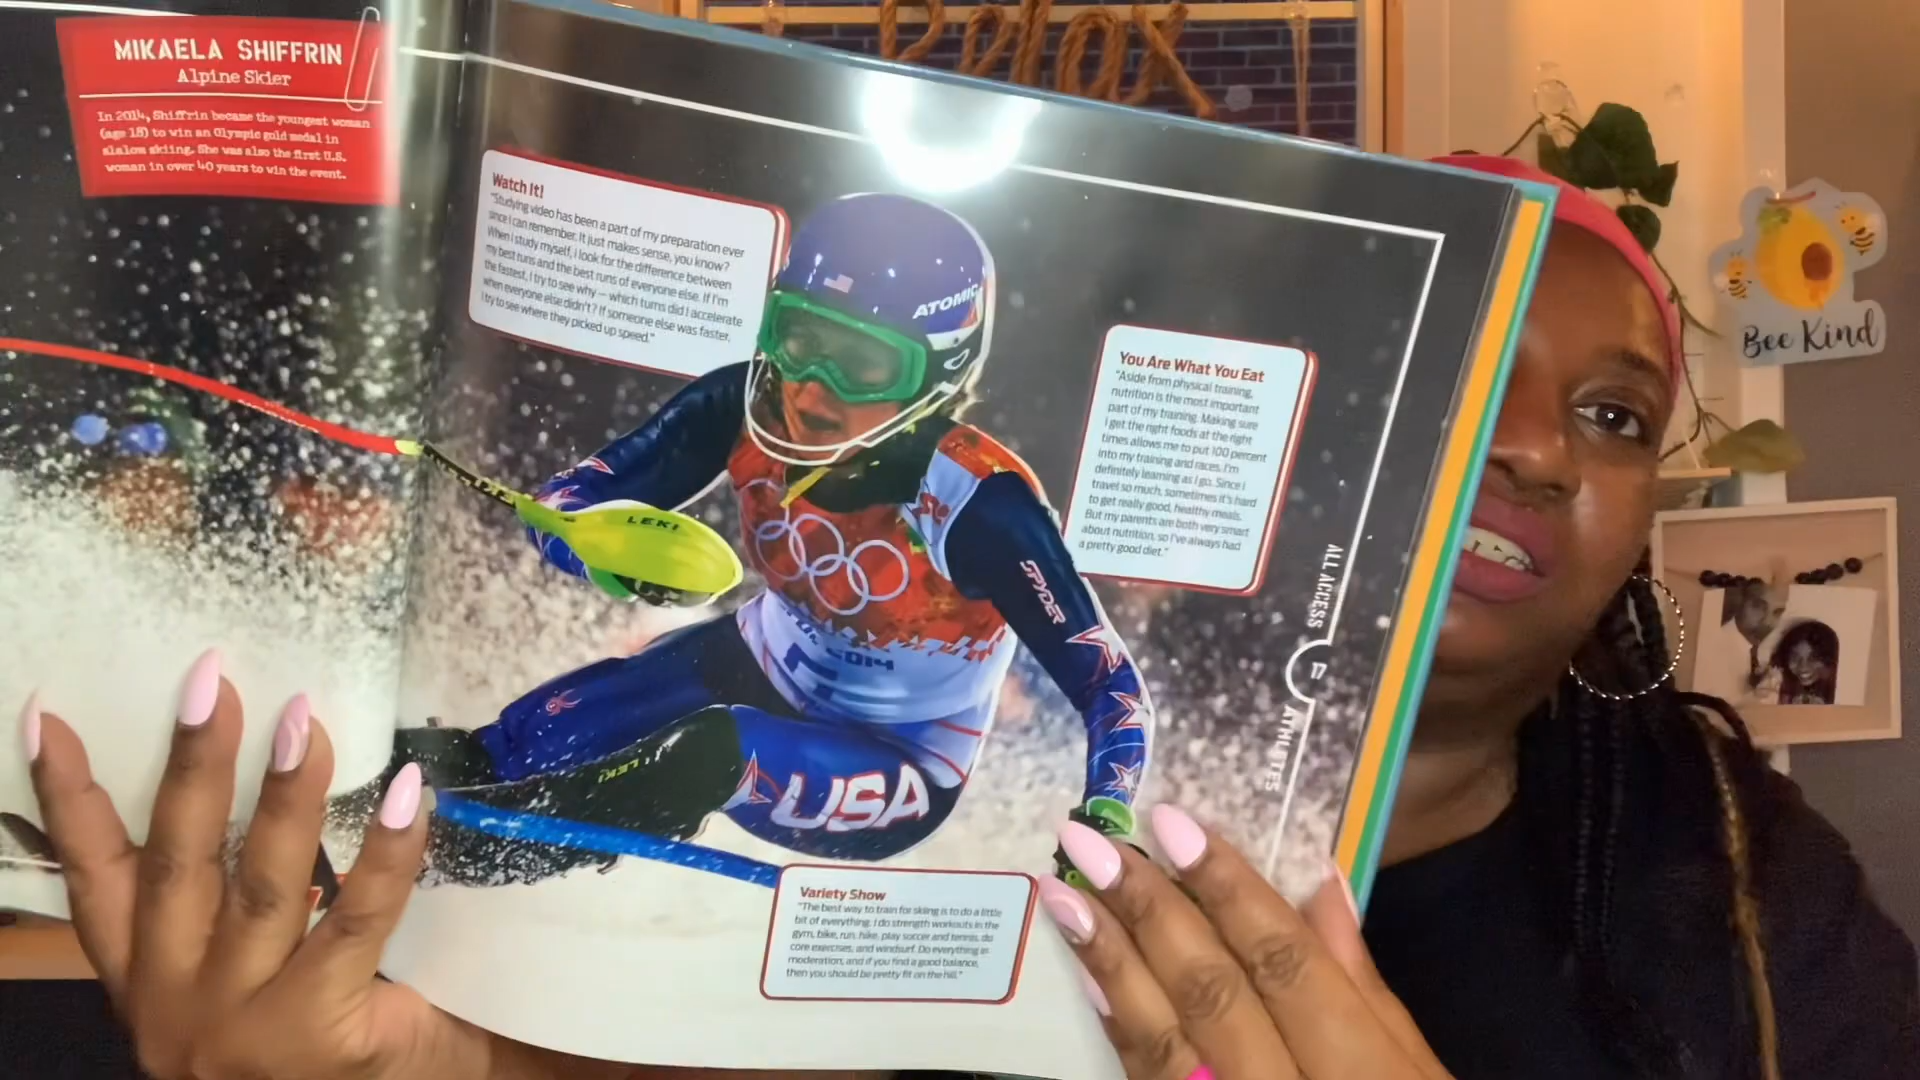 relax
MIKAELA SHIFFRIN
Alpine Skier
In 2014, Shiffrin became the youngest woman
(age 18) to win an Olympic gold medal in
slalom skiing. She was also the first U.S.
woman in over 40 years to win the event.
Watch It!
"Studying video has been a part of my preparation ever
since I can remember. It just makes sense, you know?
When I study myself, I look for the difference between
my best runs and the best runs of everyone else. If I'm
the fastest, I try to see why — which turns did I accelerate
when everyone else didn't? If someone else was faster,
I try to see where they picked up speed."
ATOMIC
You Are What You Eat
"Aside from physical training,
nutrition is the most important
part of my training. Making sure
I get the right foods at the right
times allows me to put 100 percent
into my training and races. I'm
definitely learning as I go. Since I
travel so much, sometimes it's hard
to get really good, healthy meals.
But my parents are both very smart
about nutrition, so I've always had
a pretty good diet."
Bee Kind
LEKI
SPYDER
2014
LEKI
USA
ALL ACCESS
17
ATHLETES
Variety Show
"The best way to train for skiing is to do a little
bit of everything. I do strength workouts in the
gym, bike, run, hike, play soccer and tennis, do
core exercises, and windsurf. Do everything in
moderation, and if you find a good balance,
then you should be pretty fit on the hill."